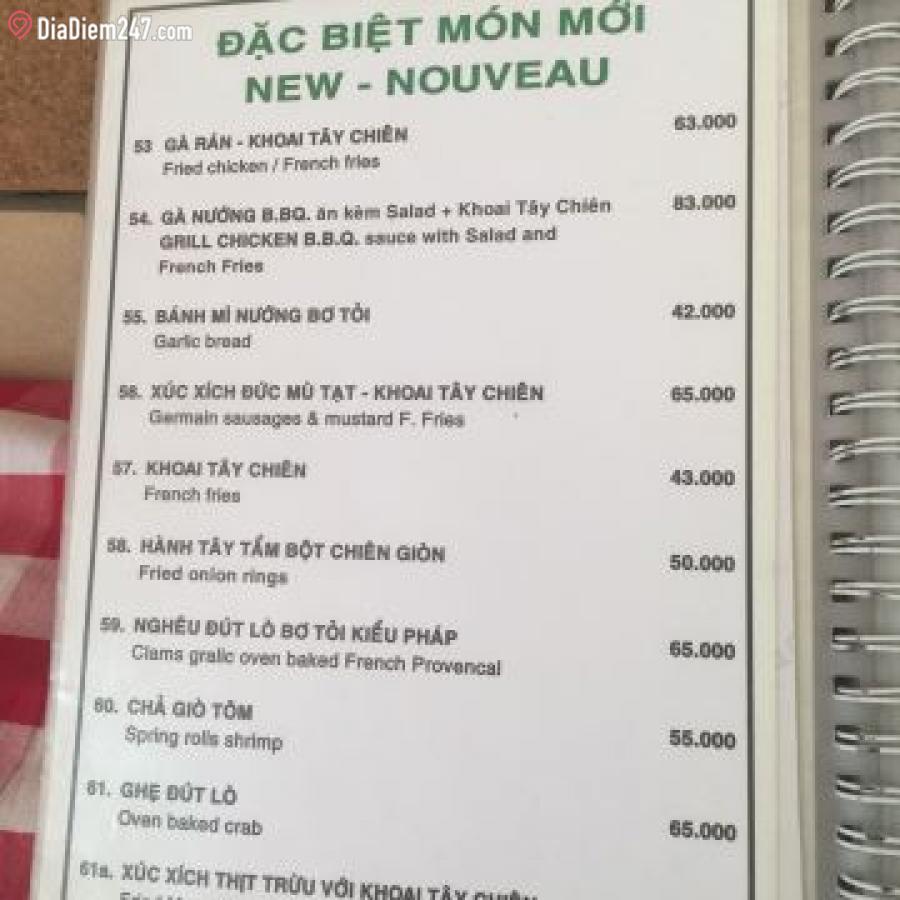 DiaDiem247.com
ĐẶC BIỆT MÓN MỚI
NEW - NOUVEAU
53 GÀ RÁN - KHOAI TÂY CHIÊN 63.000
Fried chicken / French fries
54. GÀ NƯỚNG B.BQ. ăn kèm Salad + Khoai Tây Chiên 83.000
GRILL CHICKEN B.B.Q. sauce with Salad and
French Fries
55. BÁNH MÌ NƯỚNG BƠ TỎI 42.000
Garlic bread
56. XÚC XÍCH ĐỨC MÙ TẠT - KHOAI TÂY CHIÊN 65.000
Germain sausages & mustard F. Fries
57. KHOAI TÂY CHIÊN 43.000
French fries
58. HÀNH TÂY TẨM BỘT CHIÊN GIÒN 50.000
Fried onion rings
59. NGHÊU ĐÚT LÒ BƠ TỎI KIỂU PHÁP 65.000
Clams gralic oven baked French Provencal
60. CHẢ GIÒ TÔM 55.000
Spring rolls shrimp
61. GHẸ ĐÚT LÒ 65.000
Oven baked crab
61a. XÚC XÍCH THỊT TRỪU VỚI KHOAI TÂY CHIÊN